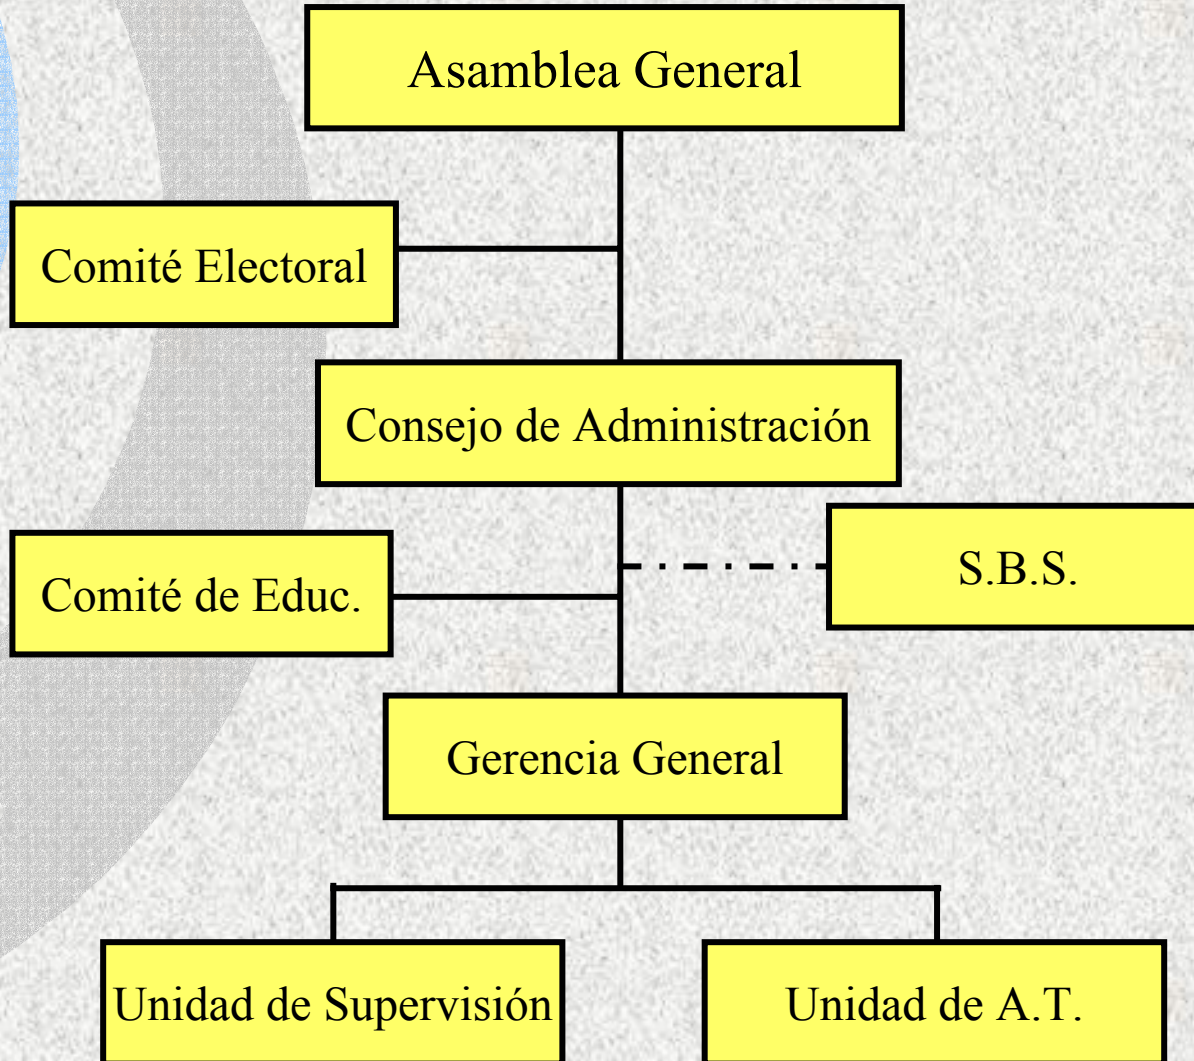 Asamblea General
Comité Electoral
Consejo de Administración
S.B.S.
Comité de Educ.
Gerencia General
Unidad de Supervisión
Unidad de A.T.